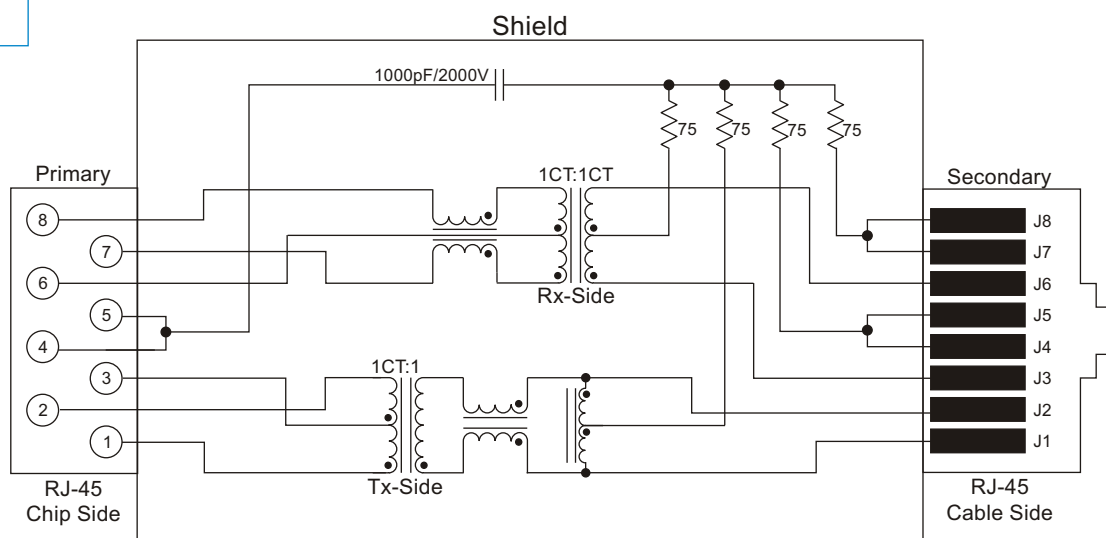 Shield
1000pF/2000V
75
75
75
75
Primary
1CT:1CT
Secondary
8
7
6
5
4
3
2
1
Rx-Side
1CT:1
Tx-Side
J8
J7
J6
J5
J4
J3
J2
J1
RJ-45
Chip Side
RJ-45
Cable Side